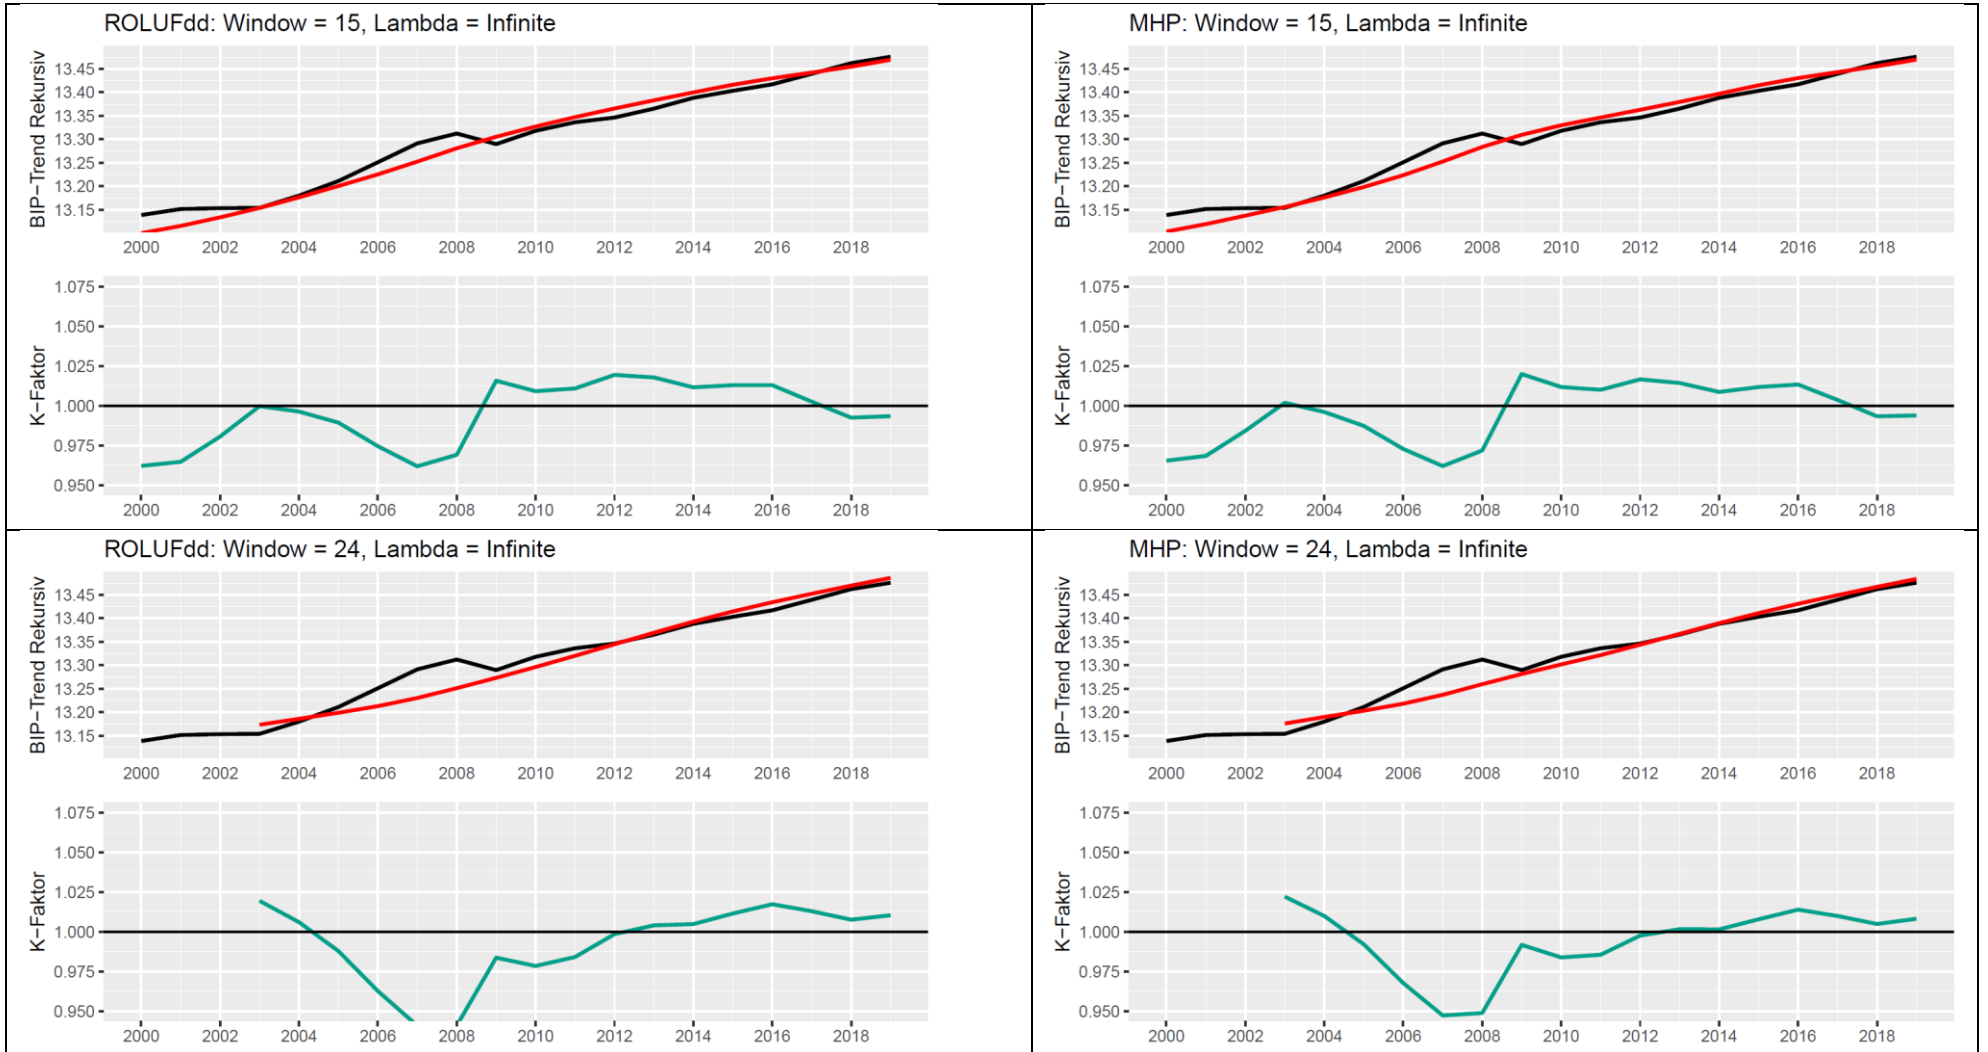 ROLUFdd: Window = 15, Lambda = Infinite
BIP−Trend Rekursiv
13.45
13.40
13.35
13.30
13.25
13.20
13.15
2000 2002 2004 2006 2008 2010 2012 2014 2016 2018
K−Faktor
1.075
1.050
1.025
1.000
0.975
0.950
2000 2002 2004 2006 2008 2010 2012 2014 2016 2018
MHP: Window = 15, Lambda = Infinite
BIP−Trend Rekursiv
13.45
13.40
13.35
13.30
13.25
13.20
13.15
2000 2002 2004 2006 2008 2010 2012 2014 2016 2018
K−Faktor
1.075
1.050
1.025
1.000
0.975
0.950
2000 2002 2004 2006 2008 2010 2012 2014 2016 2018
ROLUFdd: Window = 24, Lambda = Infinite
BIP−Trend Rekursiv
13.45
13.40
13.35
13.30
13.25
13.20
13.15
2000 2002 2004 2006 2008 2010 2012 2014 2016 2018
K−Faktor
1.075
1.050
1.025
1.000
0.975
0.950
2000 2002 2004 2006 2008 2010 2012 2014 2016 2018
MHP: Window = 24, Lambda = Infinite
BIP−Trend Rekursiv
13.45
13.40
13.35
13.30
13.25
13.20
13.15
2000 2002 2004 2006 2008 2010 2012 2014 2016 2018
K−Faktor
1.075
1.050
1.025
1.000
0.975
0.950
2000 2002 2004 2006 2008 2010 2012 2014 2016 2018